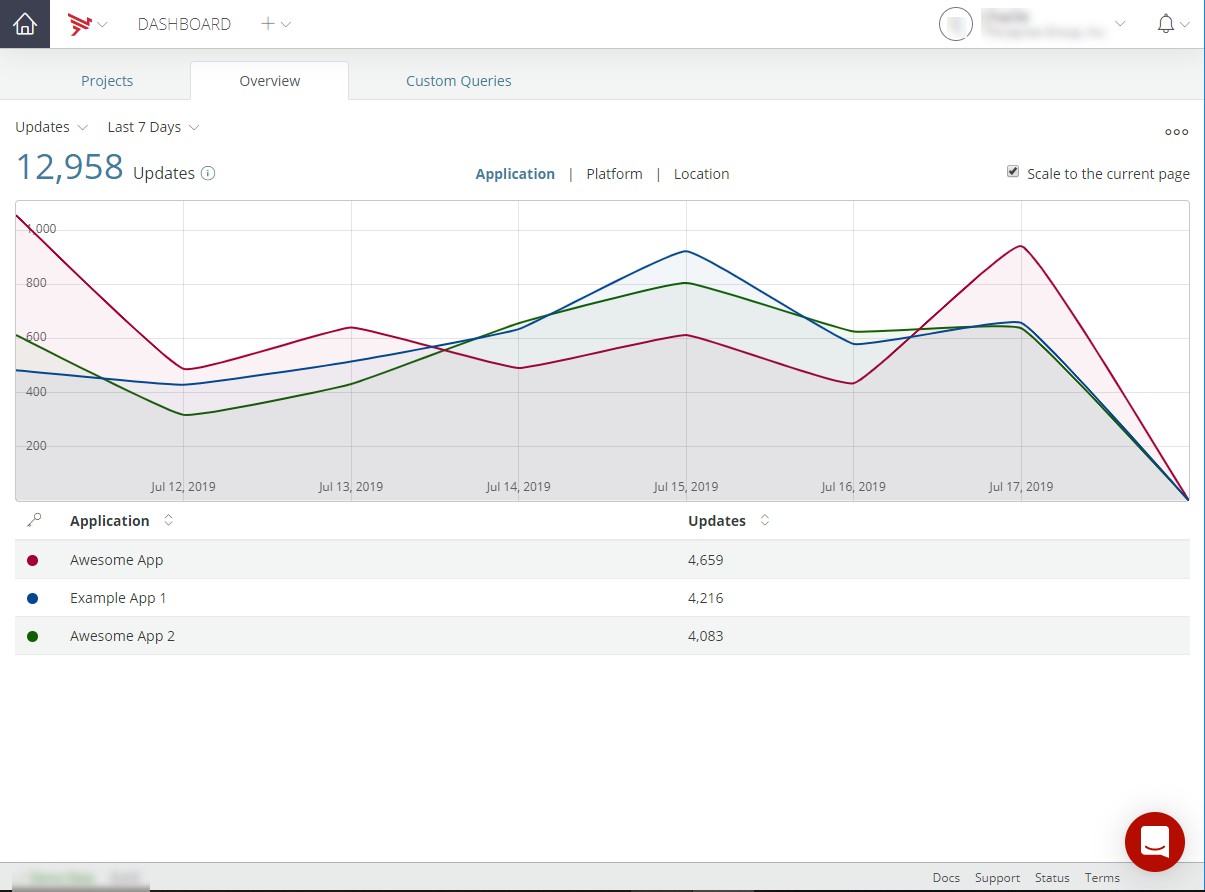 DASHBOARD
Projects Overview Custom Queries
Updates Last 7 Days
12,958 Updates
Application | Platform | Location
Scale to the current page
1,000
800
600
400
200
Jul 12, 2019 Jul 13, 2019 Jul 14, 2019 Jul 15, 2019 Jul 16, 2019 Jul 17, 2019
Application Updates
Awesome App 4,659
Example App 1 4,216
Awesome App 2 4,083
Docs Support Status Terms